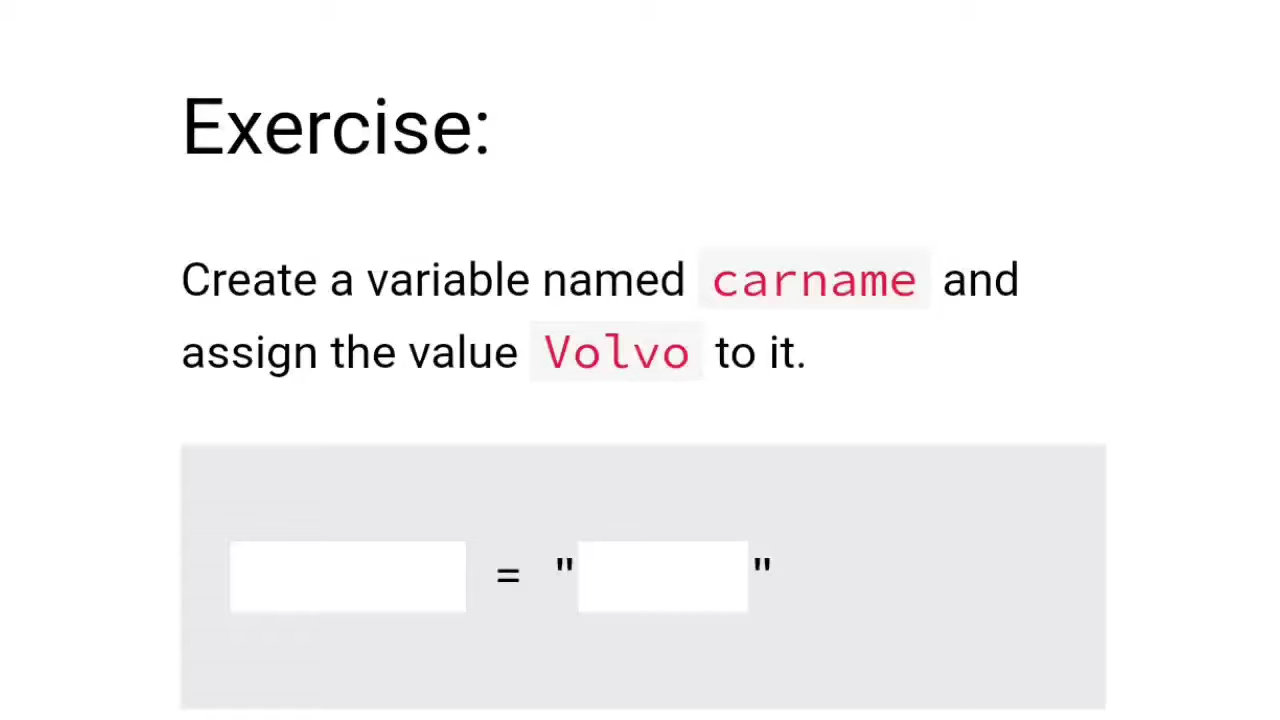 Exercise:
Create a variable named carname and
assign the value Volvo to it.
= " "